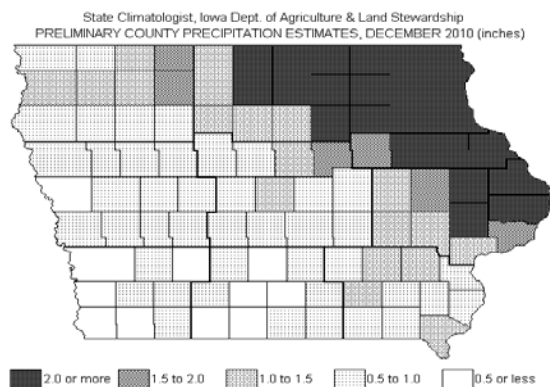 State Climatologist, Iowa Dept. of Agriculture & Land Stewardship
PRELIMINARY COUNTY PRECIPITATION ESTIMATES, DECEMBER 2010 (inches)
2.0 or more 1.5 to 2.0 1.0 to 1.5 0.5 to 1.0 0.5 or less